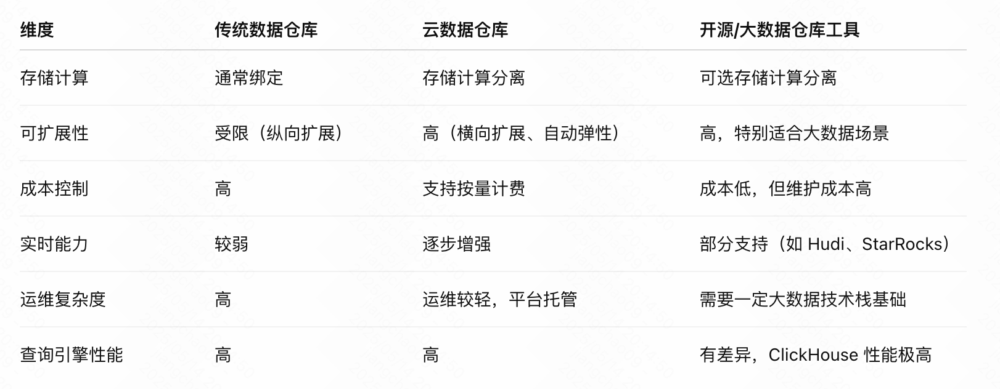 维度 传统数据仓库 云数据仓库 开源/大数据仓库工具
存储计算 通常绑定 存储计算分离 可选存储计算分离
可扩展性 受限（纵向扩展） 高（横向扩展、自动弹性） 高，特别适合大数据场景
成本控制 高 支持按量计费 成本低，但维护成本高
实时能力 较弱 逐步增强 部分支持（如 Hudi、StarRocks）
运维复杂度 高 运维较轻，平台托管 需要一定大数据技术栈基础
查询引擎性能 高 高 有差异，ClickHouse 性能极高